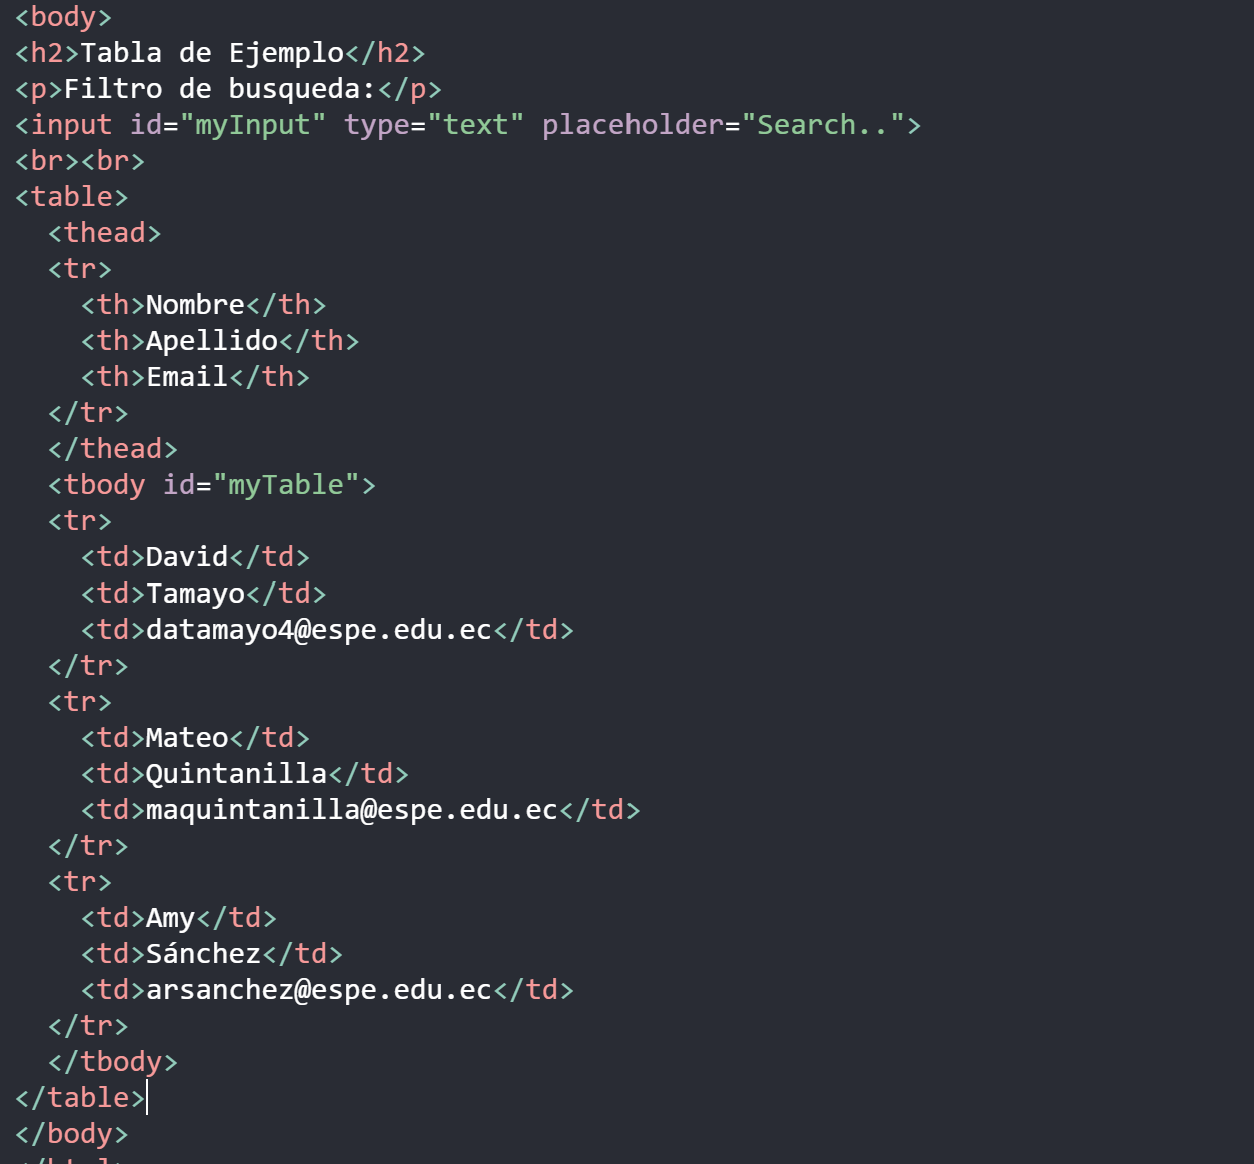 <body>
<h2>Tabla de Ejemplo</h2>
<p>Filtro de busqueda:</p>
<input id="myInput" type="text" placeholder="Search..">
<br><br>
<table>
  <thead>
  <tr>
    <th>Nombre</th>
    <th>Apellido</th>
    <th>Email</th>
  </tr>
  </thead>
  <tbody id="myTable">
  <tr>
    <td>David</td>
    <td>Tamayo</td>
    <td>datamayo4@espe.edu.ec</td>
  </tr>
  <tr>
    <td>Mateo</td>
    <td>Quintanilla</td>
    <td>maquintanilla@espe.edu.ec</td>
  </tr>
  <tr>
    <td>Amy</td>
    <td>Sánchez</td>
    <td>arsanchez@espe.edu.ec</td>
  </tr>
  </tbody>
</table>
</body>